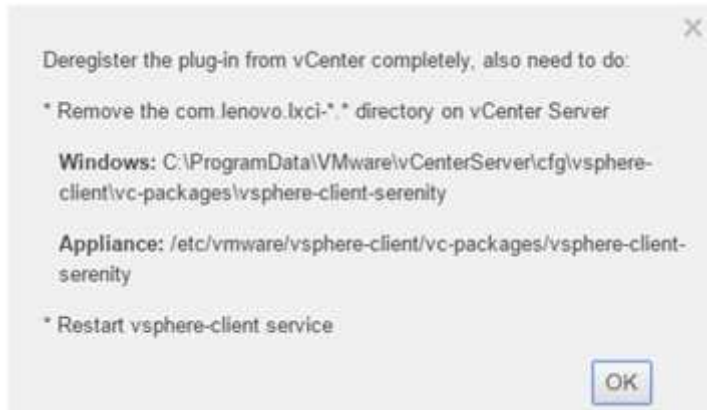 Deregister the plug-in from vCenter completely, also need to do:
* Remove the com.lenovo.lxci-*.* directory on vCenter Server
Windows: C:\ProgramData\VMware\vCenterServer\cfg\vsphere-
client\vc-packages\vsphere-client-serenity
Appliance: /etc/vmware/vsphere-client/vc-packages/vsphere-client-
serenity
* Restart vsphere-client service
OK